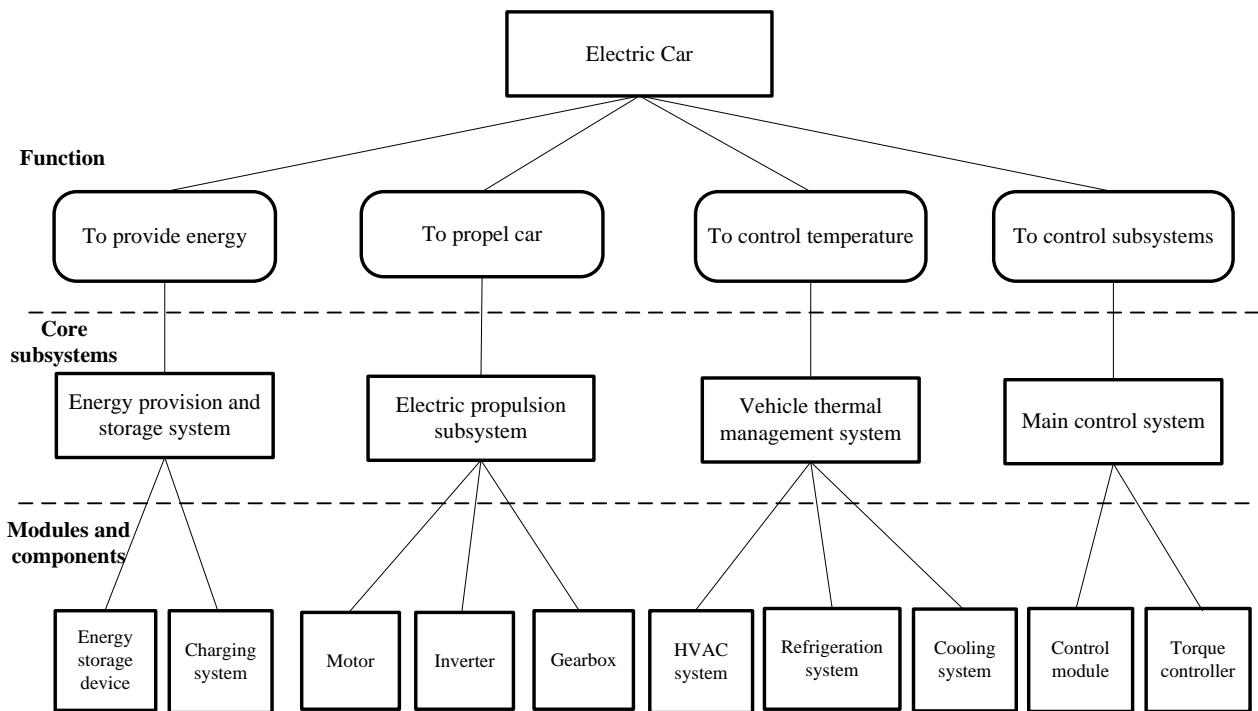 Electric Car
Function
To provide energy
To propel car
To control temperature
To control subsystems
Core
subsystems
Energy provision and
storage system
Electric propulsion
subsystem
Vehicle thermal
management system
Main control system
Modules and
components
Energy
storage
device
Charging
system
Motor
Inverter
Gearbox
HVAC
system
Refrigeration
system
Cooling
system
Control
module
Torque
controller